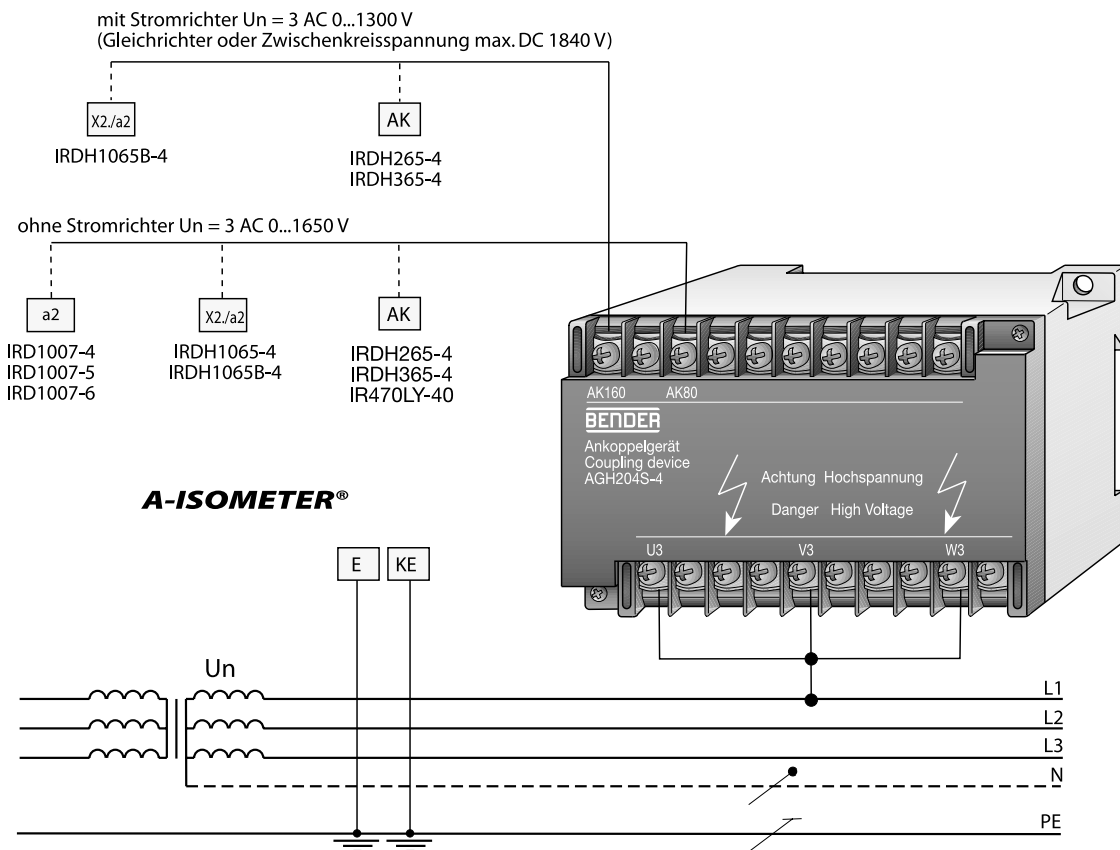 mit Stromrichter Un = 3 AC 0...1300 V
(Gleichrichter oder Zwischenkreisspannung max. DC 1840 V)
X2./a2
AK
IRDH1065B-4
IRDH265-4
IRDH365-4
ohne Stromrichter Un = 3 AC 0...1650 V
a2
X2./a2
AK
IRD1007-4
IRD1007-5
IRD1007-6
IRDH1065-4
IRDH1065B-4
IRDH265-4
IRDH365-4
IR470LY-40
AK160
AK80
BENDER
Ankoppelgerät
Coupling device
AGH204S-4
Achtung Hochspannung
Danger High Voltage
U3
V3
W3
A-ISOMETER®
E
KE
Un
L1
L2
L3
N
PE